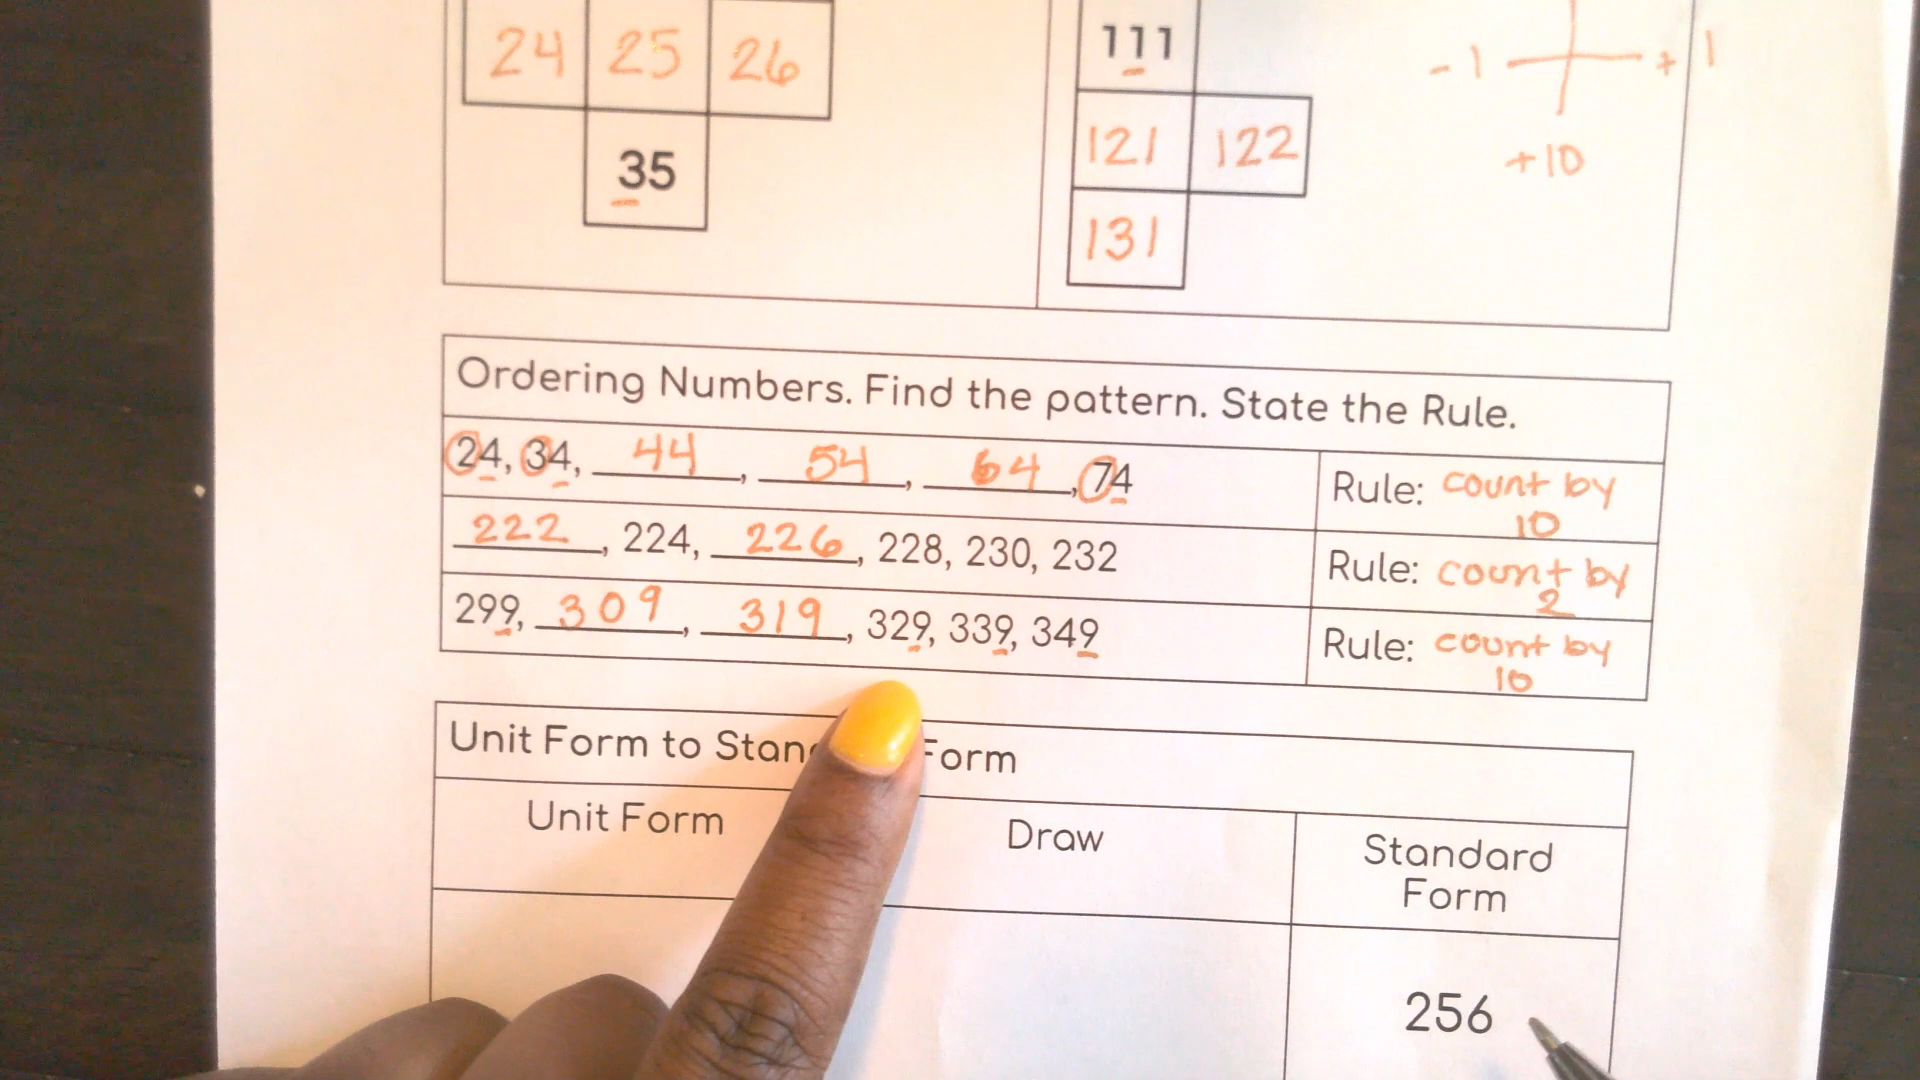 24 25 26
35
111
121 122
131
-1 +1
+10
Ordering Numbers. Find the pattern. State the Rule.
24, 34, 44, 54, 64, 74 Rule: count by 10
222, 224, 226, 228, 230, 232 Rule: count by 2
299, 309, 319, 329, 339, 349 Rule: count by 10
Unit Form to Form
Unit Form Draw Standard Form
256